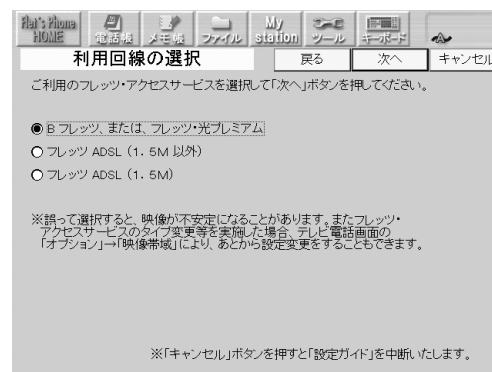 Flet's Phone HOME
電話帳
メモ帳
ファイル
My station
ツール
キーボード
利用回線の選択
戻る
次へ
キャンセル
ご利用のフレッツ・アクセスサービスを選択して「次へ」ボタンを押してください。
B フレッツ、または、フレッツ・光プレミアム
フレッツ ADSL (1. 5M 以外)
フレッツ ADSL (1. 5M)
※誤って選択すると、映像が不安定になることがあります。またフレッツ・
アクセスサービスのタイプ変更等を実施した場合、テレビ電話画面の
「オプション」→「映像帯域」により、あとから設定変更をすることもできます。
※「キャンセル」ボタンを押すと「設定ガイド」を中断いたします。